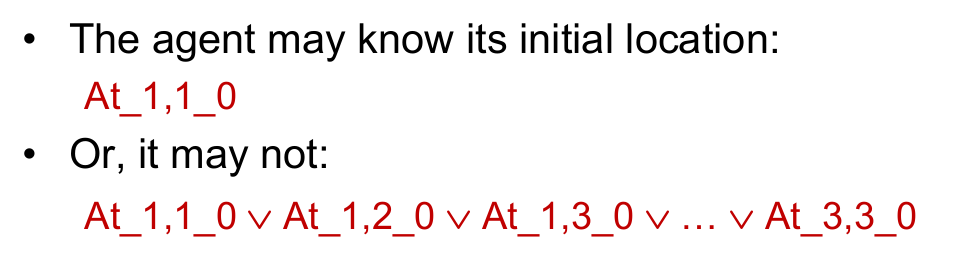 • The agent may know its initial location:
At_1,1_0
• Or, it may not:
At_1,1_0 ∨ At_1,2_0 ∨ At_1,3_0 ∨ … ∨ At_3,3_0